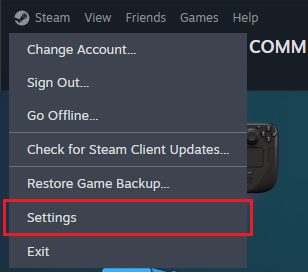 Steam View Friends Games Help
COMM
Change Account...
Sign Out...
Go Offline...
Check for Steam Client Updates...
Restore Game Backup...
Settings
Exit